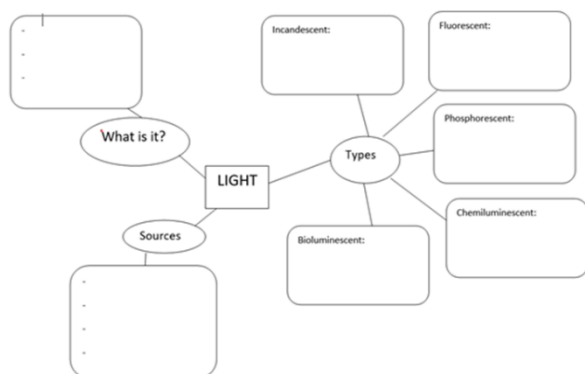 -
-
-
What is it?
LIGHT
Sources
-
-
-
-
Types
Incandescent:
Fluorescent:
Phosphorescent:
Chemiluminescent:
Bioluminescent: